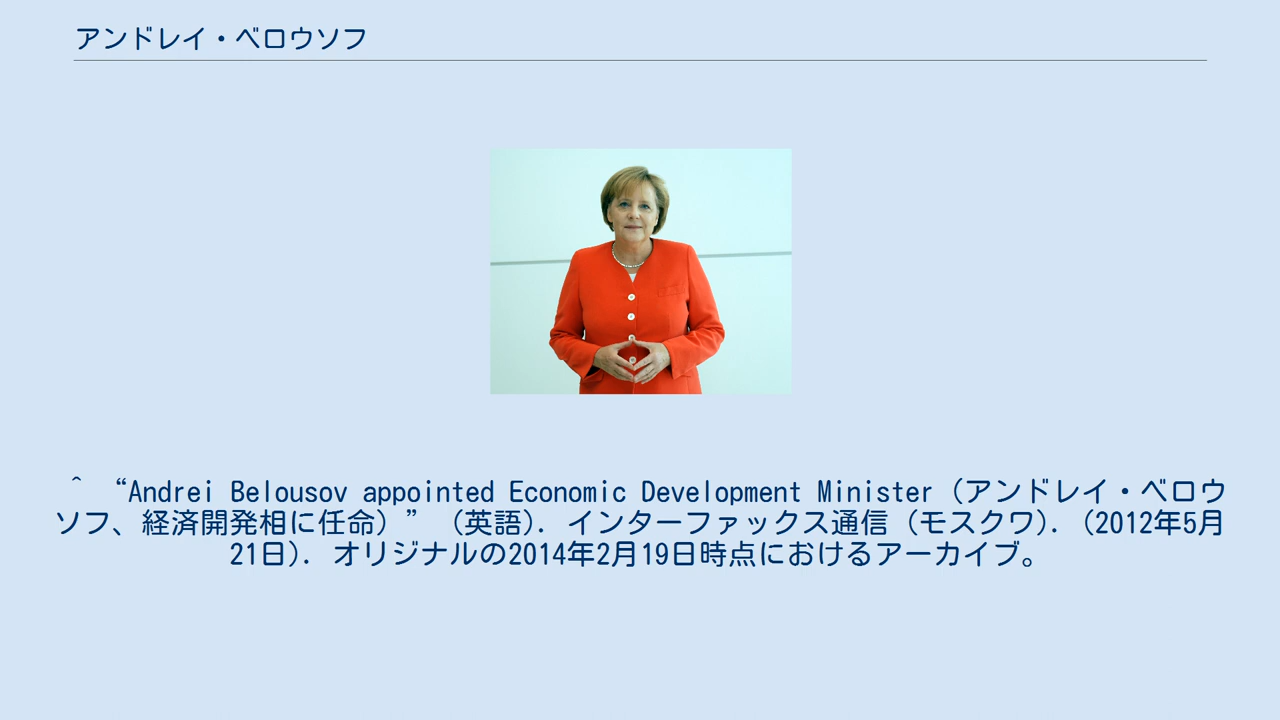 アンドレイ・ベロウソフ
^ “Andrei Belousov appointed Economic Development Minister (アンドレイ・ベロウ
ソフ、経済開発相に任命)” (英語). インターファックス通信 (モスクワ). (2012年5月
21日). オリジナルの2014年2月19日時点におけるアーカイブ。